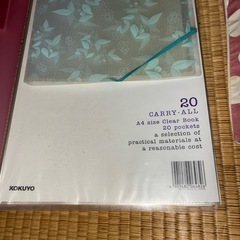 20
CARRY-ALL
A4 size Clear Book
20 pockets
a selection of
practical materials at
a reasonable cost
KOKUYO